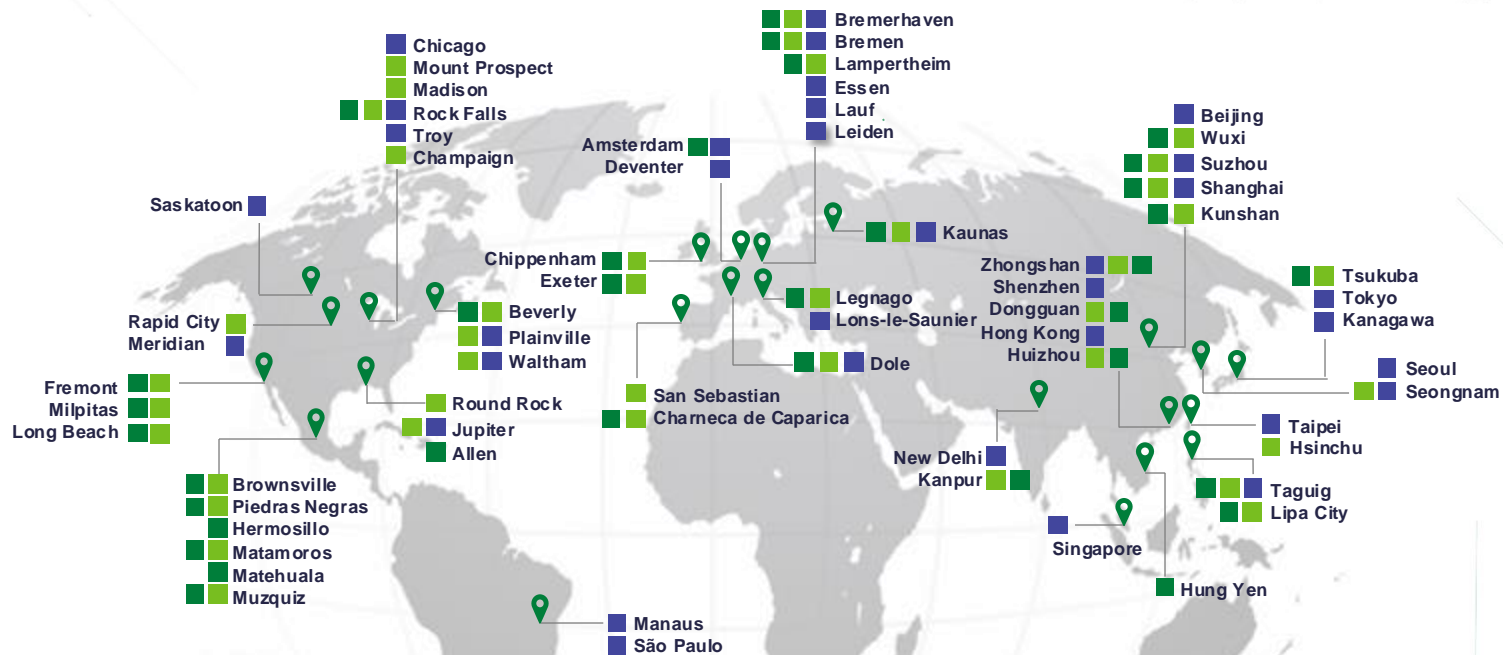 Chicago
Mount Prospect
Madison
Rock Falls
Troy
Champaign
Bremerhaven
Bremen
Lampertheim
Essen
Lauf
Leiden
Amsterdam
Deventer
Beijing
Wuxi
Suzhou
Shanghai
Kunshan
Saskatoon
Kaunas
Chippenham
Exeter
Zhongshan
Shenzhen
Dongguan
Hong Kong
Huizhou
Tsukuba
Tokyo
Kanagawa
Legnago
Lons-le-Saunier
Beverly
Plainville
Waltham
Rapid City
Meridian
Dole
Seoul
Seongnam
Fremont
Milpitas
Long Beach
San Sebastian
Charneca de Caparica
Round Rock
Jupiter
Allen
Taipei
Hsinchu
New Delhi
Kanpur
Brownsville
Piedras Negras
Hermosillo
Matamoros
Matehuala
Muzquiz
Taguig
Lipa City
Singapore
Hung Yen
Manaus
São Paulo